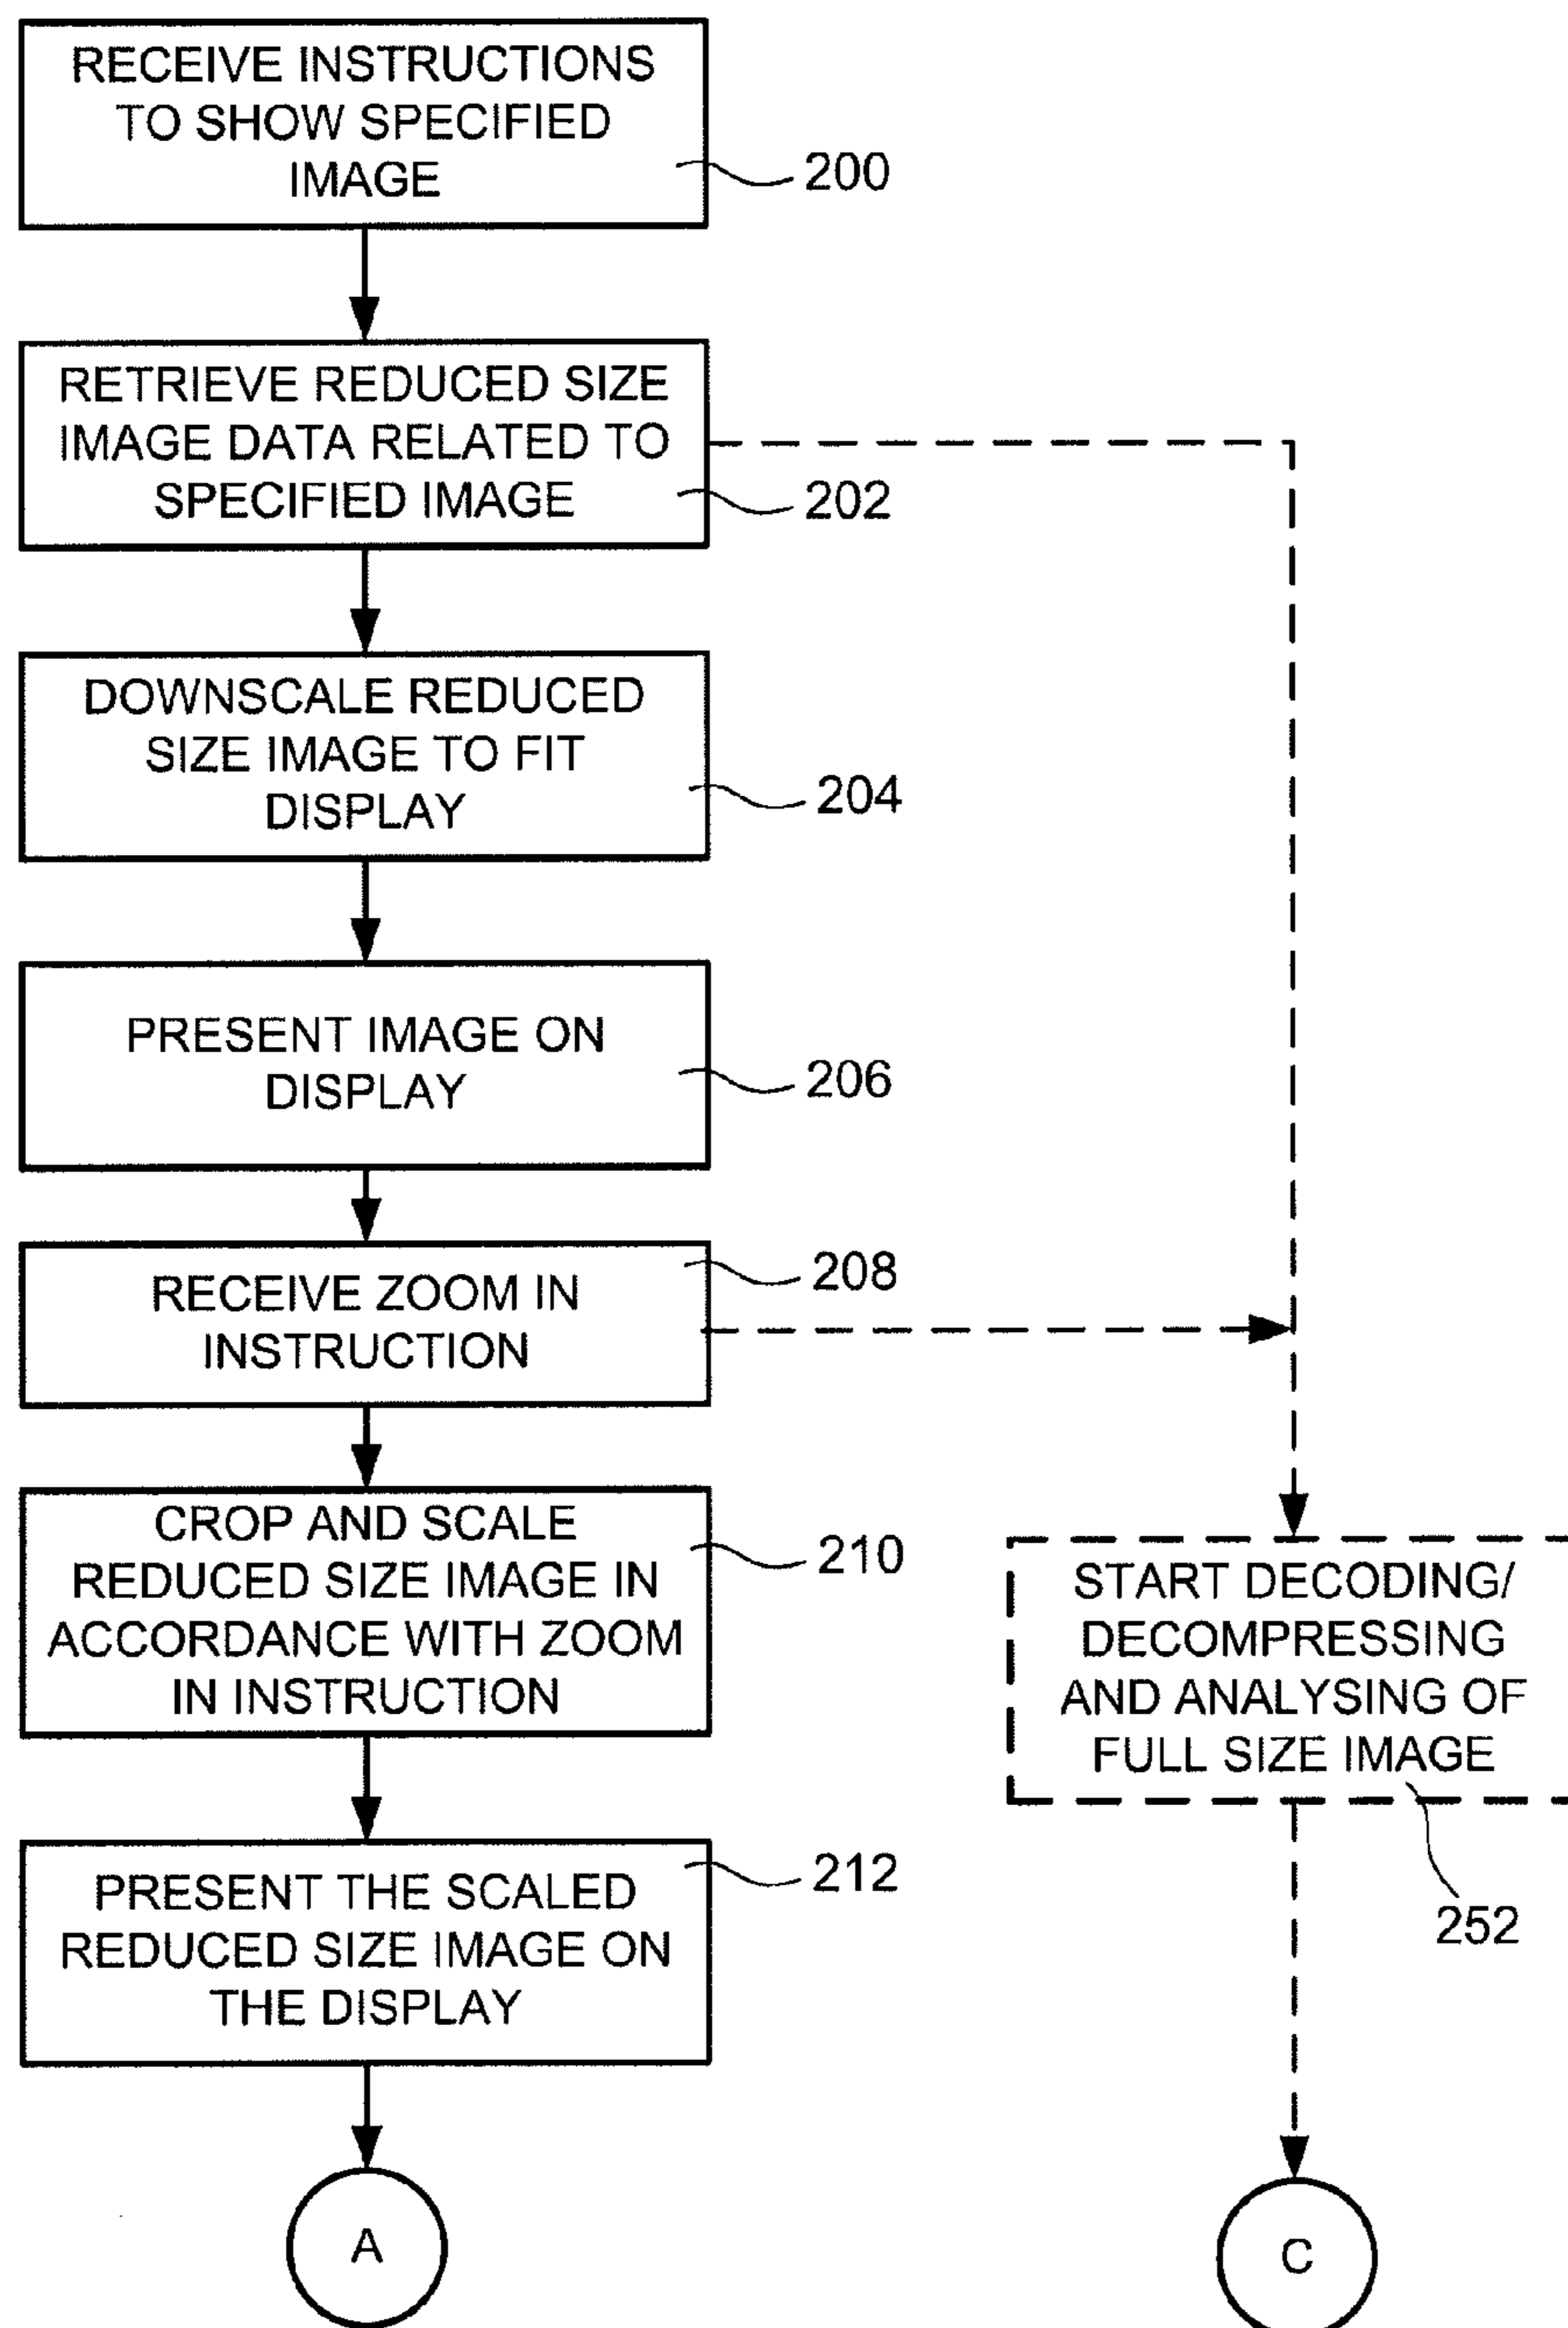 RECEIVE INSTRUCTIONS
TO SHOW SPECIFIED
IMAGE
200
RETRIEVE REDUCED SIZE
IMAGE DATA RELATED TO
SPECIFIED IMAGE
202
DOWNSCALE REDUCED
SIZE IMAGE TO FIT
DISPLAY
204
PRESENT IMAGE ON
DISPLAY
206
RECEIVE ZOOM IN
INSTRUCTION
208
CROP AND SCALE
REDUCED SIZE IMAGE IN
ACCORDANCE WITH ZOOM
IN INSTRUCTION
210
START DECODING/
DECOMPRESSING
AND ANALYSING OF
FULL SIZE IMAGE
252
PRESENT THE SCALED
REDUCED SIZE IMAGE ON
THE DISPLAY
212
A
C